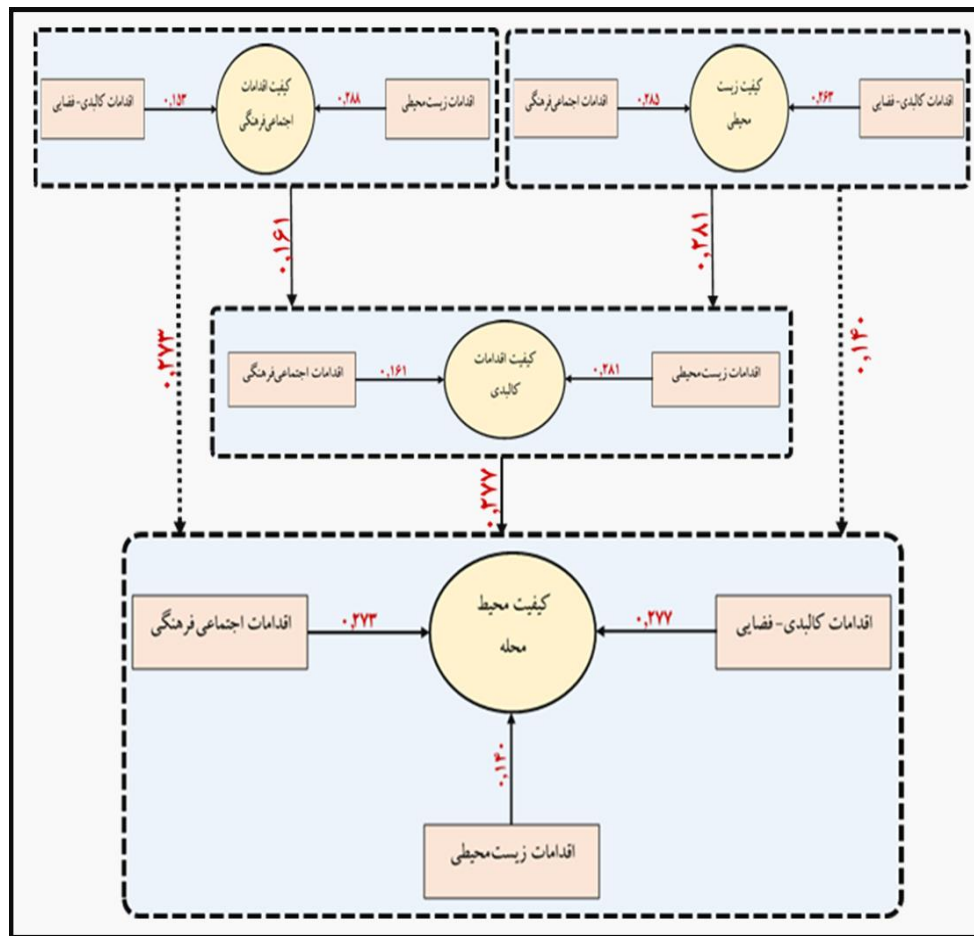 اقدامات کالبدی- فضایی
۰,۲۶۳
کیفیت زیست
محیطی
۰,۲۸۵
اقدامات اجتماعی فرهنگی
اقدامات زیست‌محیطی
۰,۲۸۸
کیفیت اقدامات
اجتماعی‌فرهنگی
۰,۱۵۳
اقدامات کالبدی- فضایی
۰,۲۸۱
۰,۱۶۱
۰,۱۴۰
۰,۲۷۳
اقدامات زیست‌محیطی
۰,۲۸۱
کیفیت اقدامات
کالبدی
۰,۱۶۱
اقدامات اجتماعی فرهنگی
۰,۲۷۷
اقدامات کالبدی- فضایی
۰,۲۷۷
کیفیت محیط
محله
۰,۲۷۳
اقدامات اجتماعی فرهنگی
۰,۱۴۰
اقدامات زیست‌محیطی